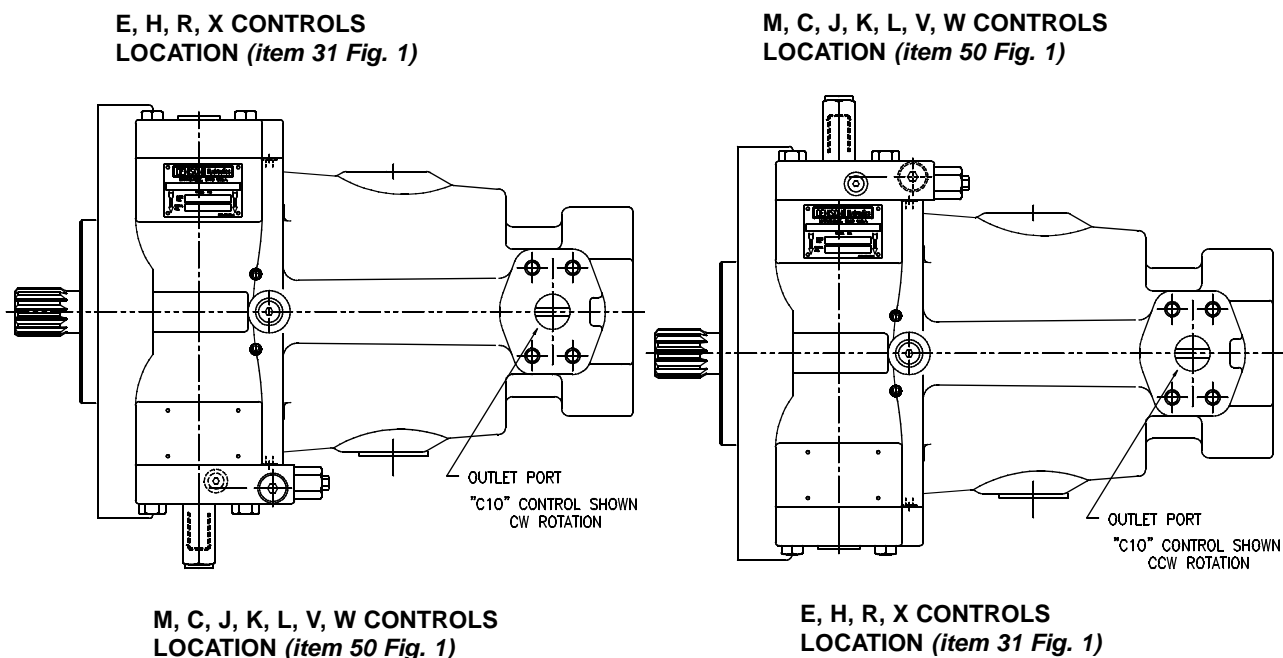 E, H, R, X CONTROLS
LOCATION (item 31 Fig. 1)
M, C, J, K, L, V, W CONTROLS
LOCATION (item 50 Fig. 1)
OUTLET PORT
"C10" CONTROL SHOWN
CW ROTATION
OUTLET PORT
"C10" CONTROL SHOWN
CCW ROTATION
M, C, J, K, L, V, W CONTROLS
LOCATION (item 50 Fig. 1)
E, H, R, X CONTROLS
LOCATION (item 31 Fig. 1)